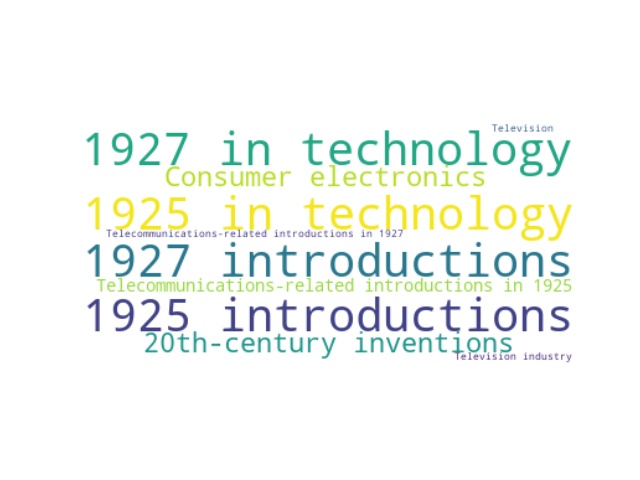 Television
1927 in technology
Consumer electronics
1925 in technology
Telecommunications-related introductions in 1927
1927 introductions
Telecommunications-related introductions in 1925
1925 introductions
20th-century inventions
Television industry